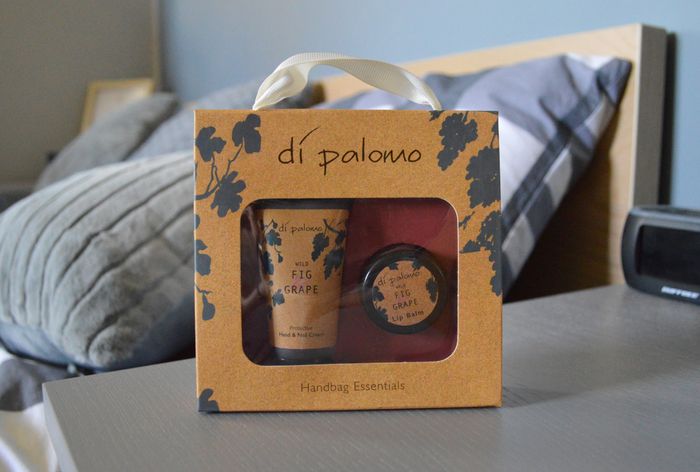 dí palomo
dí palomo
WILD
FIG
&
GRAPE
Protective
Hand & Nail Cream
dí palomo
WILD
FIG
GRAPE
Lip Balm
Handbag Essentials